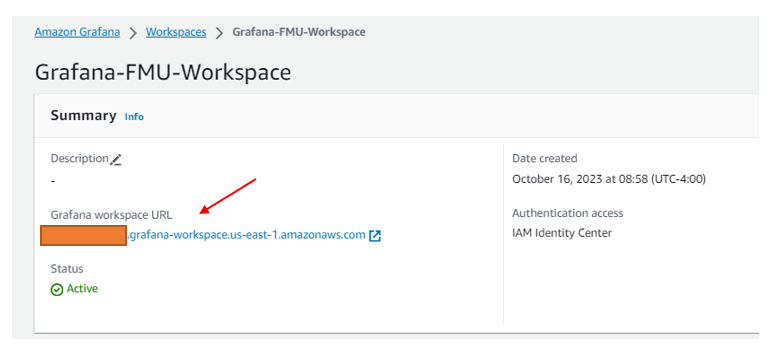 Amazon Grafana > Workspaces > Grafana-FMU-Workspace
Grafana-FMU-Workspace
Summary Info
Description
-
Grafana workspace URL
.grafana-workspace.us-east-1.amazonaws.com
Status
Active
Date created
October 16, 2023 at 08:58 (UTC-4:00)
Authentication access
IAM Identity Center